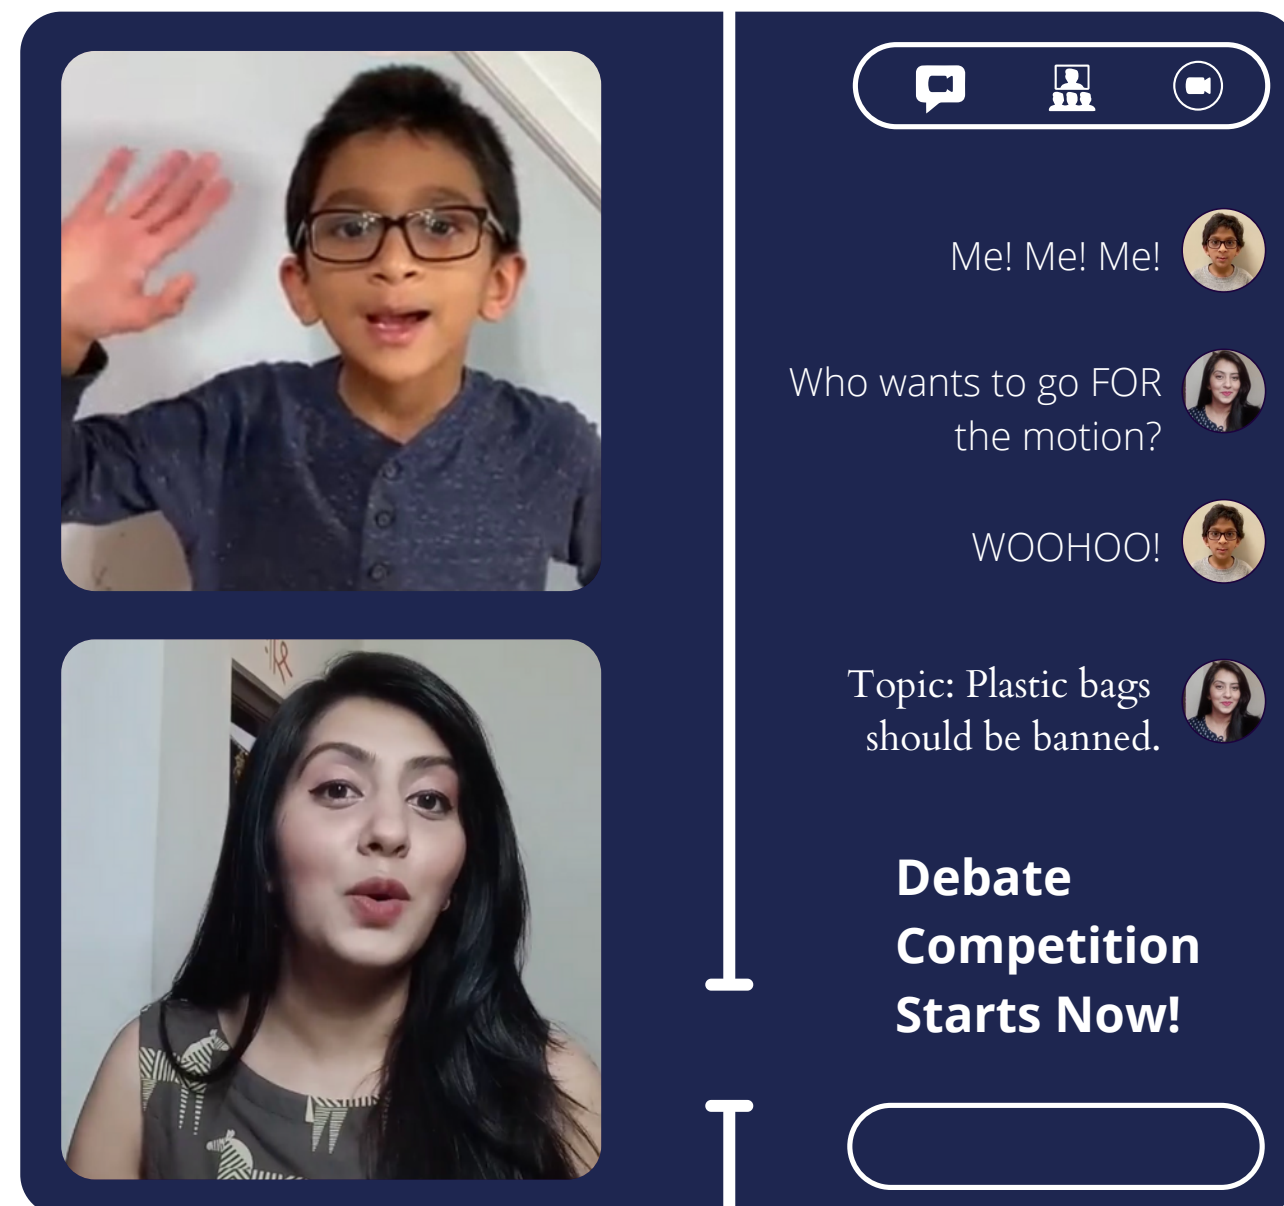 Me! Me! Me!
Who wants to go FOR
the motion?
WOOHOO!
Topic: Plastic bags
should be banned.
Debate
Competition
Starts Now!